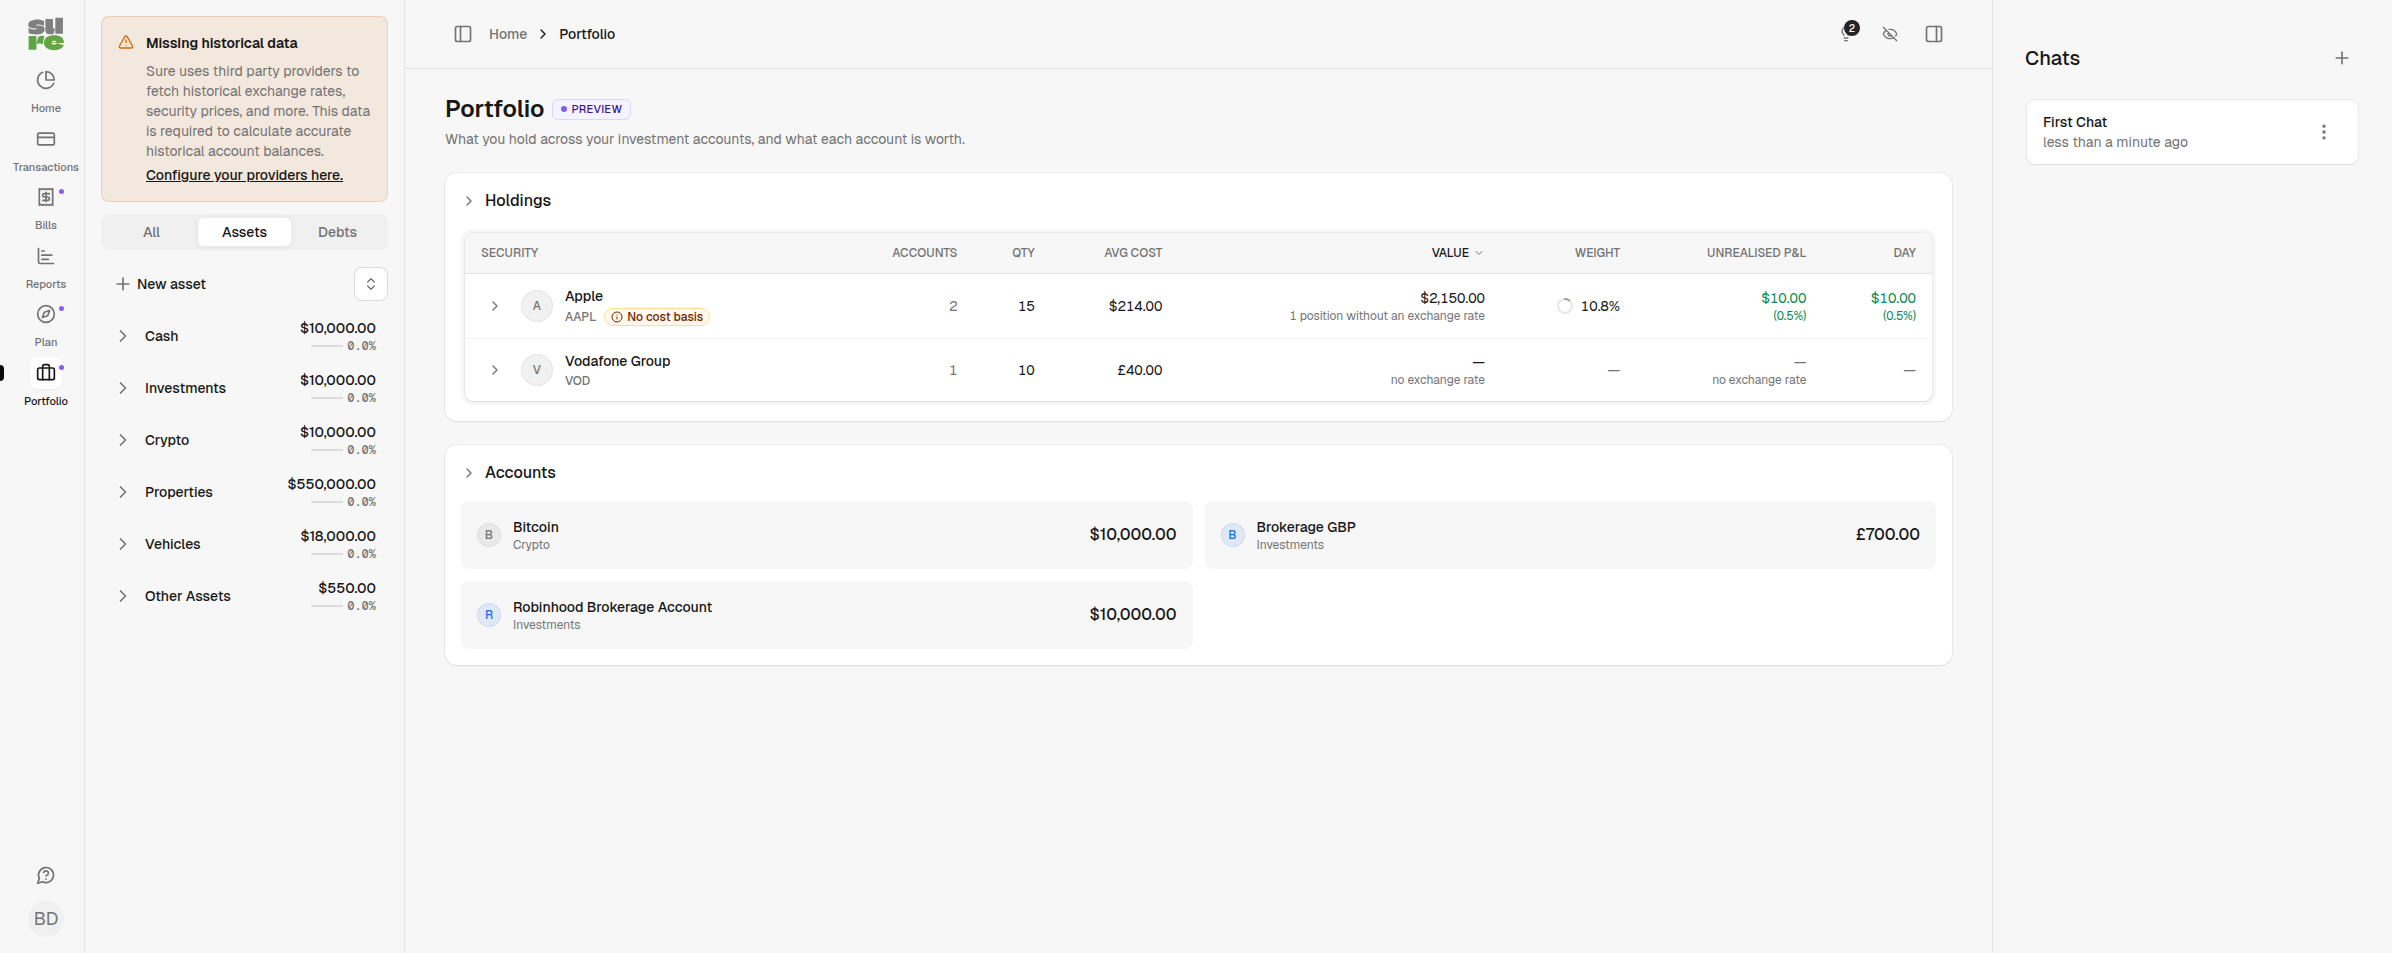 sure
Home
Transactions
Bills
Reports
Plan
Portfolio
BD
Missing historical data
Sure uses third party providers to
fetch historical exchange rates,
security prices, and more. This data
is required to calculate accurate
historical account balances.
Configure your providers here.
All Assets Debts
New asset
Cash $10,000.00
0.0%
Investments $10,000.00
0.0%
Crypto $10,000.00
0.0%
Properties $550,000.00
0.0%
Vehicles $18,000.00
0.0%
Other Assets $550.00
0.0%
Home > Portfolio
2
Portfolio PREVIEW
What you hold across your investment accounts, and what each account is worth.
Holdings
SECURITY ACCOUNTS QTY AVG COST VALUE WEIGHT UNREALISED P&L DAY
A Apple 2 15 $214.00 $2,150.00 10.8% $10.00 $10.00
AAPL No cost basis 1 position without an exchange rate (0.5%) (0.5%)
V Vodafone Group 1 10 £40.00 — — — —
VOD no exchange rate no exchange rate
Accounts
B Bitcoin $10,000.00
Crypto
B Brokerage GBP £700.00
Investments
R Robinhood Brokerage Account $10,000.00
Investments
Chats
First Chat
less than a minute ago